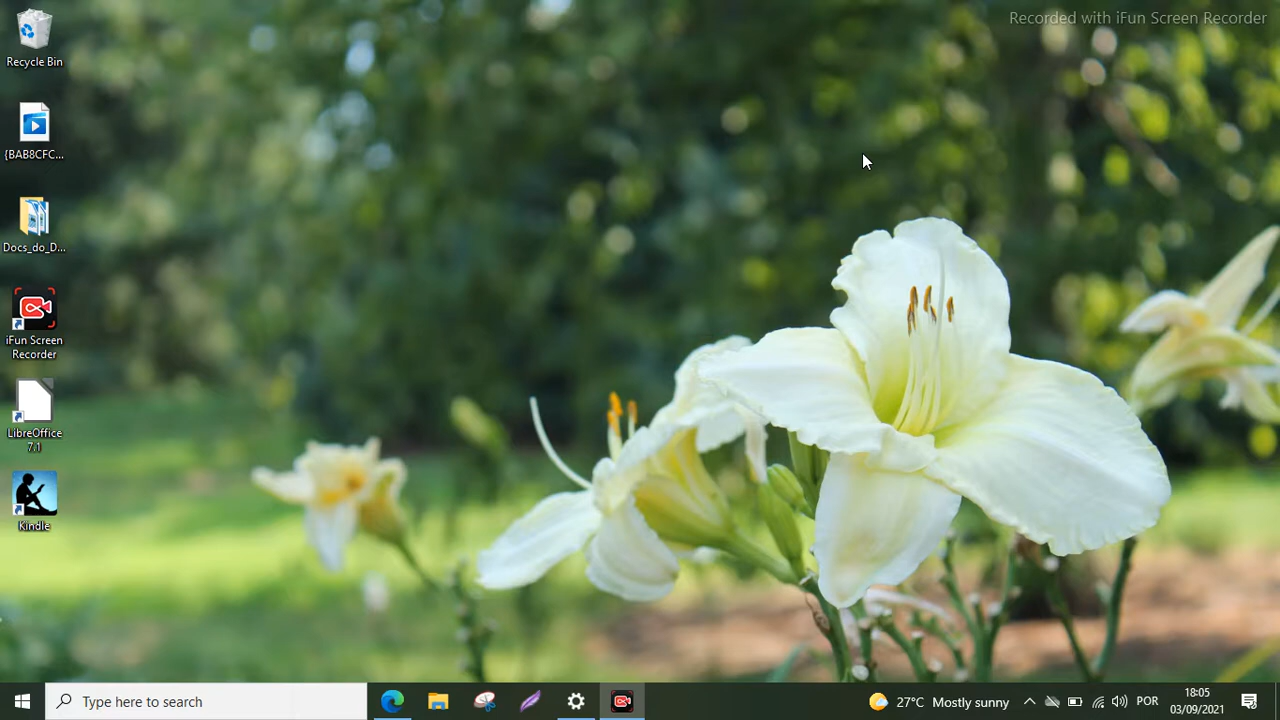 Recorded with iFun Screen Recorder
Recycle Bin
{BAB8CFC...
Docs_do_D...
iFun Screen
Recorder
LibreOffice
7.1
Kindle
Type here to search
27°C Mostly sunny
POR
18:05
03/09/2021